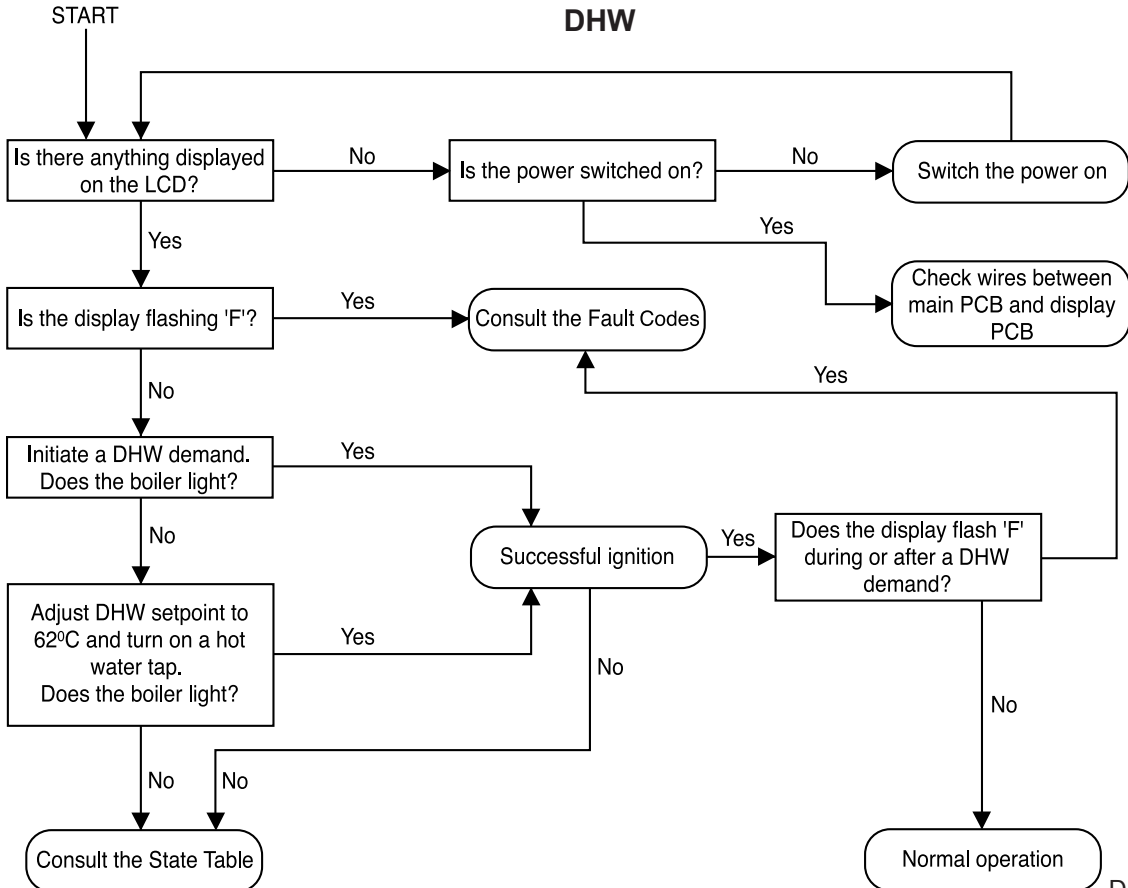 START
DHW
Is there anything displayed
on the LCD?
No
Is the power switched on?
No
Switch the power on
Yes
Yes
Check wires between
main PCB and display
PCB
Is the display flashing 'F'?
Yes
Consult the Fault Codes
Yes
No
Initiate a DHW demand.
Does the boiler light?
Yes
No
Successful ignition
Yes
Does the display flash 'F'
during or after a DHW
demand?
Adjust DHW setpoint to
62⁰C and turn on a hot
water tap.
Does the boiler light?
Yes
No
No
No
No
Consult the State Table
Normal operation
D